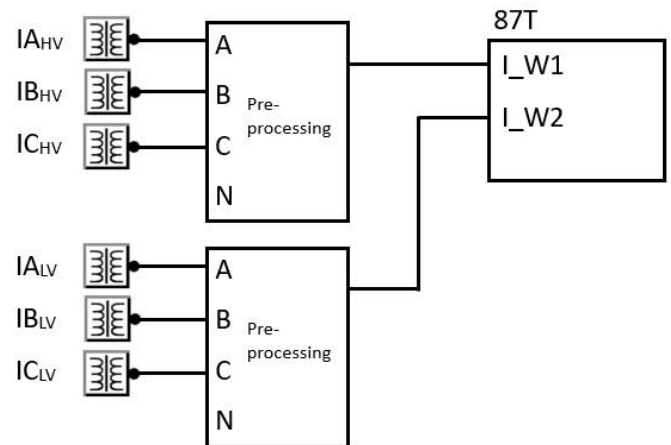 87T
IAHV
A
I_W1
IBHV
B
Pre-
processing
I_W2
ICHV
C
N
IALV
A
IBLV
B
Pre-
processing
ICLV
C
N